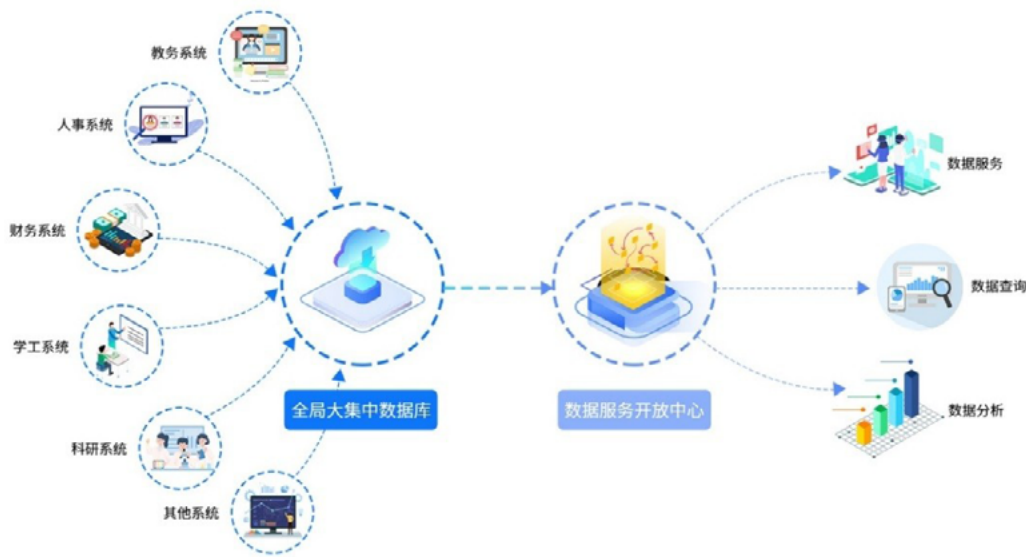 教务系统
人事系统
财务系统
学工系统
科研系统
其他系统
全局大集中数据库
数据服务开放中心
数据服务
数据查询
数据分析